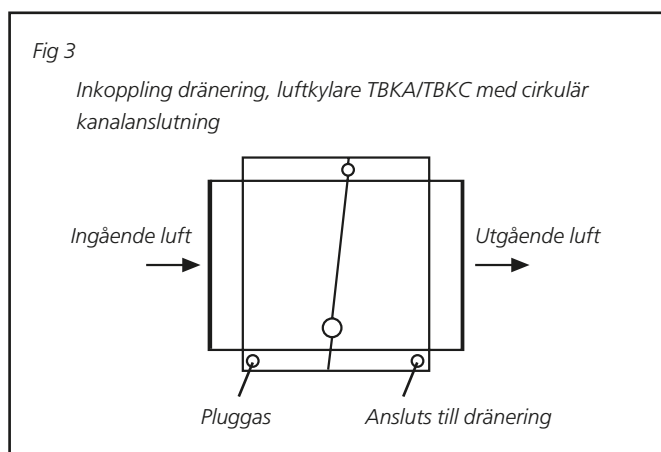 Fig 3
Inkoppling dränering, luftkylare TBKA/TBKC med cirkulär
kanalanslutning
Ingående luft
Utgående luft
Pluggas
Ansluts till dränering